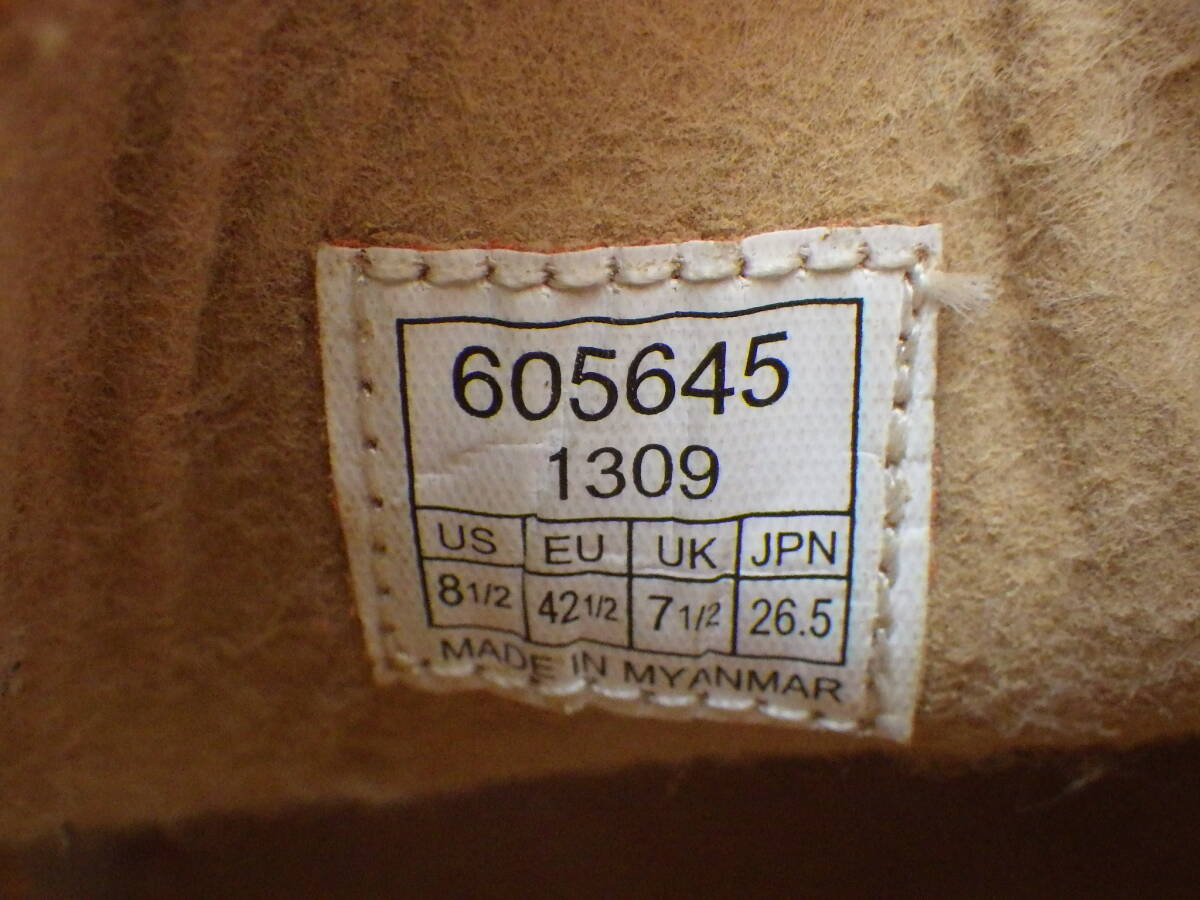 605645
1309
US EU UK JPN
8 1/2 42 1/2 7 1/2 26.5
MADE IN MYANMAR